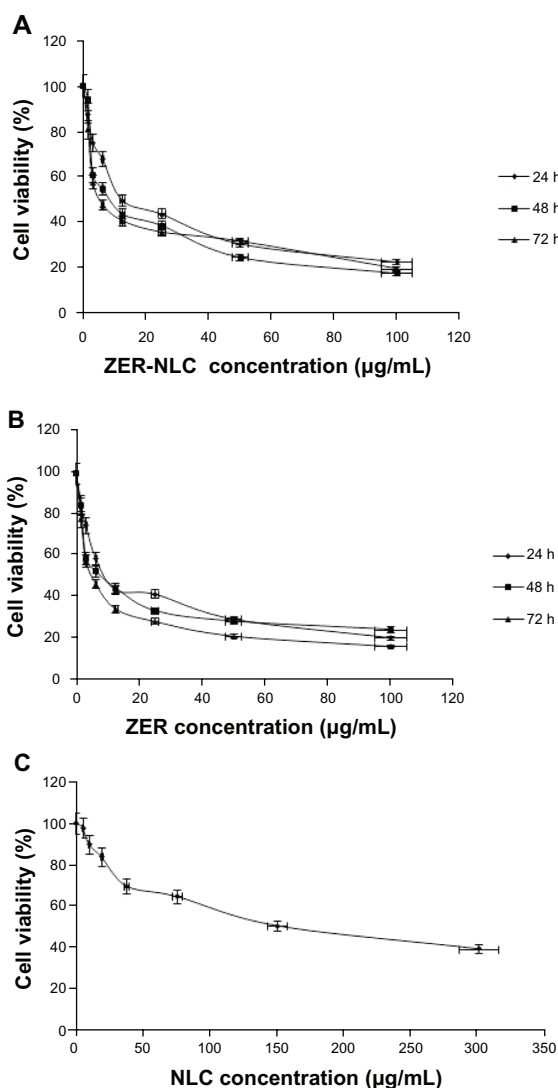 A
Cell viability (%)
120
100
80
60
40
20
0
0 20 40 60 80 100 120
ZER-NLC concentration (µg/mL)
24 h
48 h
72 h
B
Cell viability (%)
120
100
80
60
40
20
0
0 20 40 60 80 100 120
ZER concentration (µg/mL)
24 h
48 h
72 h
C
Cell viability (%)
120
100
80
60
40
20
0
0 50 100 150 200 250 300 350
NLC concentration (µg/mL)